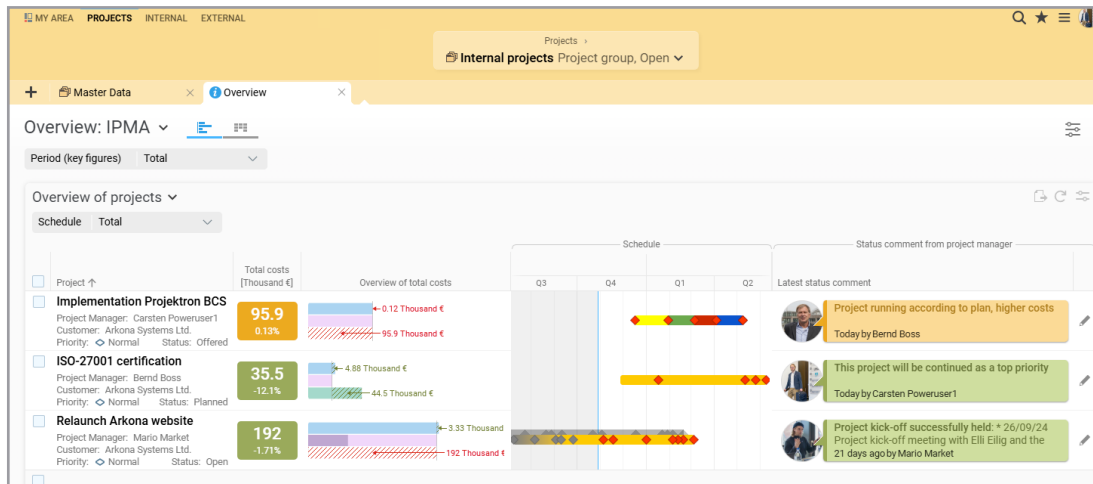 MY AREA PROJECTS INTERNAL EXTERNAL
Projects ›
Internal projects Project group, Open
Master Data × Overview ×
Overview: IPMA
Period (key figures) Total
Overview of projects
Schedule Total
Schedule Status comment from project manager
Project ↑ Total costs [Thousand €] Overview of total costs Q3 Q4 Q1 Q2 Latest status comment
Implementation Projektron BCS
Project Manager: Carsten Poweruser1
Customer: Arkona Systems Ltd.
Priority: Normal Status: Offered
95.9
0.13%
0.12 Thousand €
95.9 Thousand €
Project running according to plan, higher costs
Today by Bernd Boss
ISO-27001 certification
Project Manager: Bernd Boss
Customer: Arkona Systems Ltd.
Priority: Normal Status: Planned
35.5
-12.1%
4.88 Thousand €
44.5 Thousand €
This project will be continued as a top priority
Today by Carsten Poweruser1
Relaunch Arkona website
Project Manager: Mario Market
Customer: Arkona Systems Ltd.
Priority: Normal Status: Open
192
-1.71%
3.33 Thousand
192 Thousand €
Project kick-off successfully held: * 26/09/24
Project kick-off meeting with Elli Eilig and the
21 days ago by Mario Market